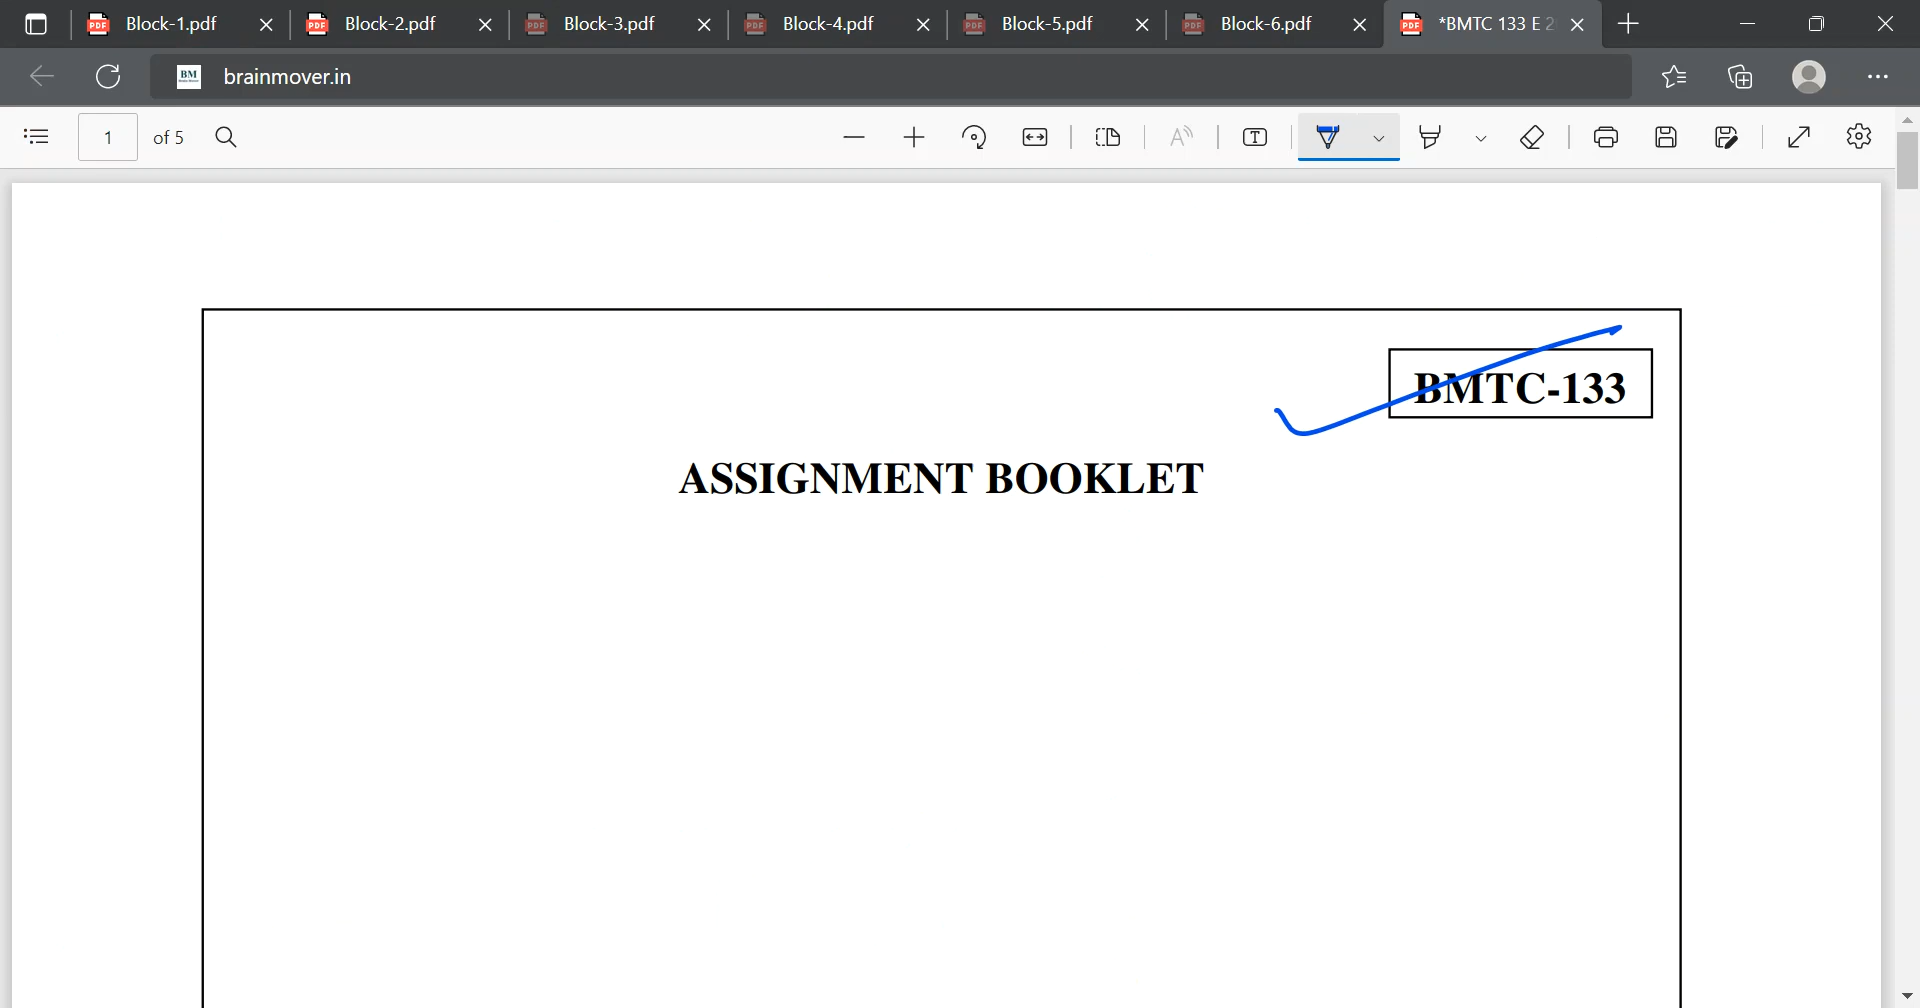 Block-1.pdf
Block-2.pdf
Block-3.pdf
Block-4.pdf
Block-5.pdf
Block-6.pdf
*BMTC 133 E 2
BM
brainmover.in
1 of 5
BMTC-133
ASSIGNMENT BOOKLET